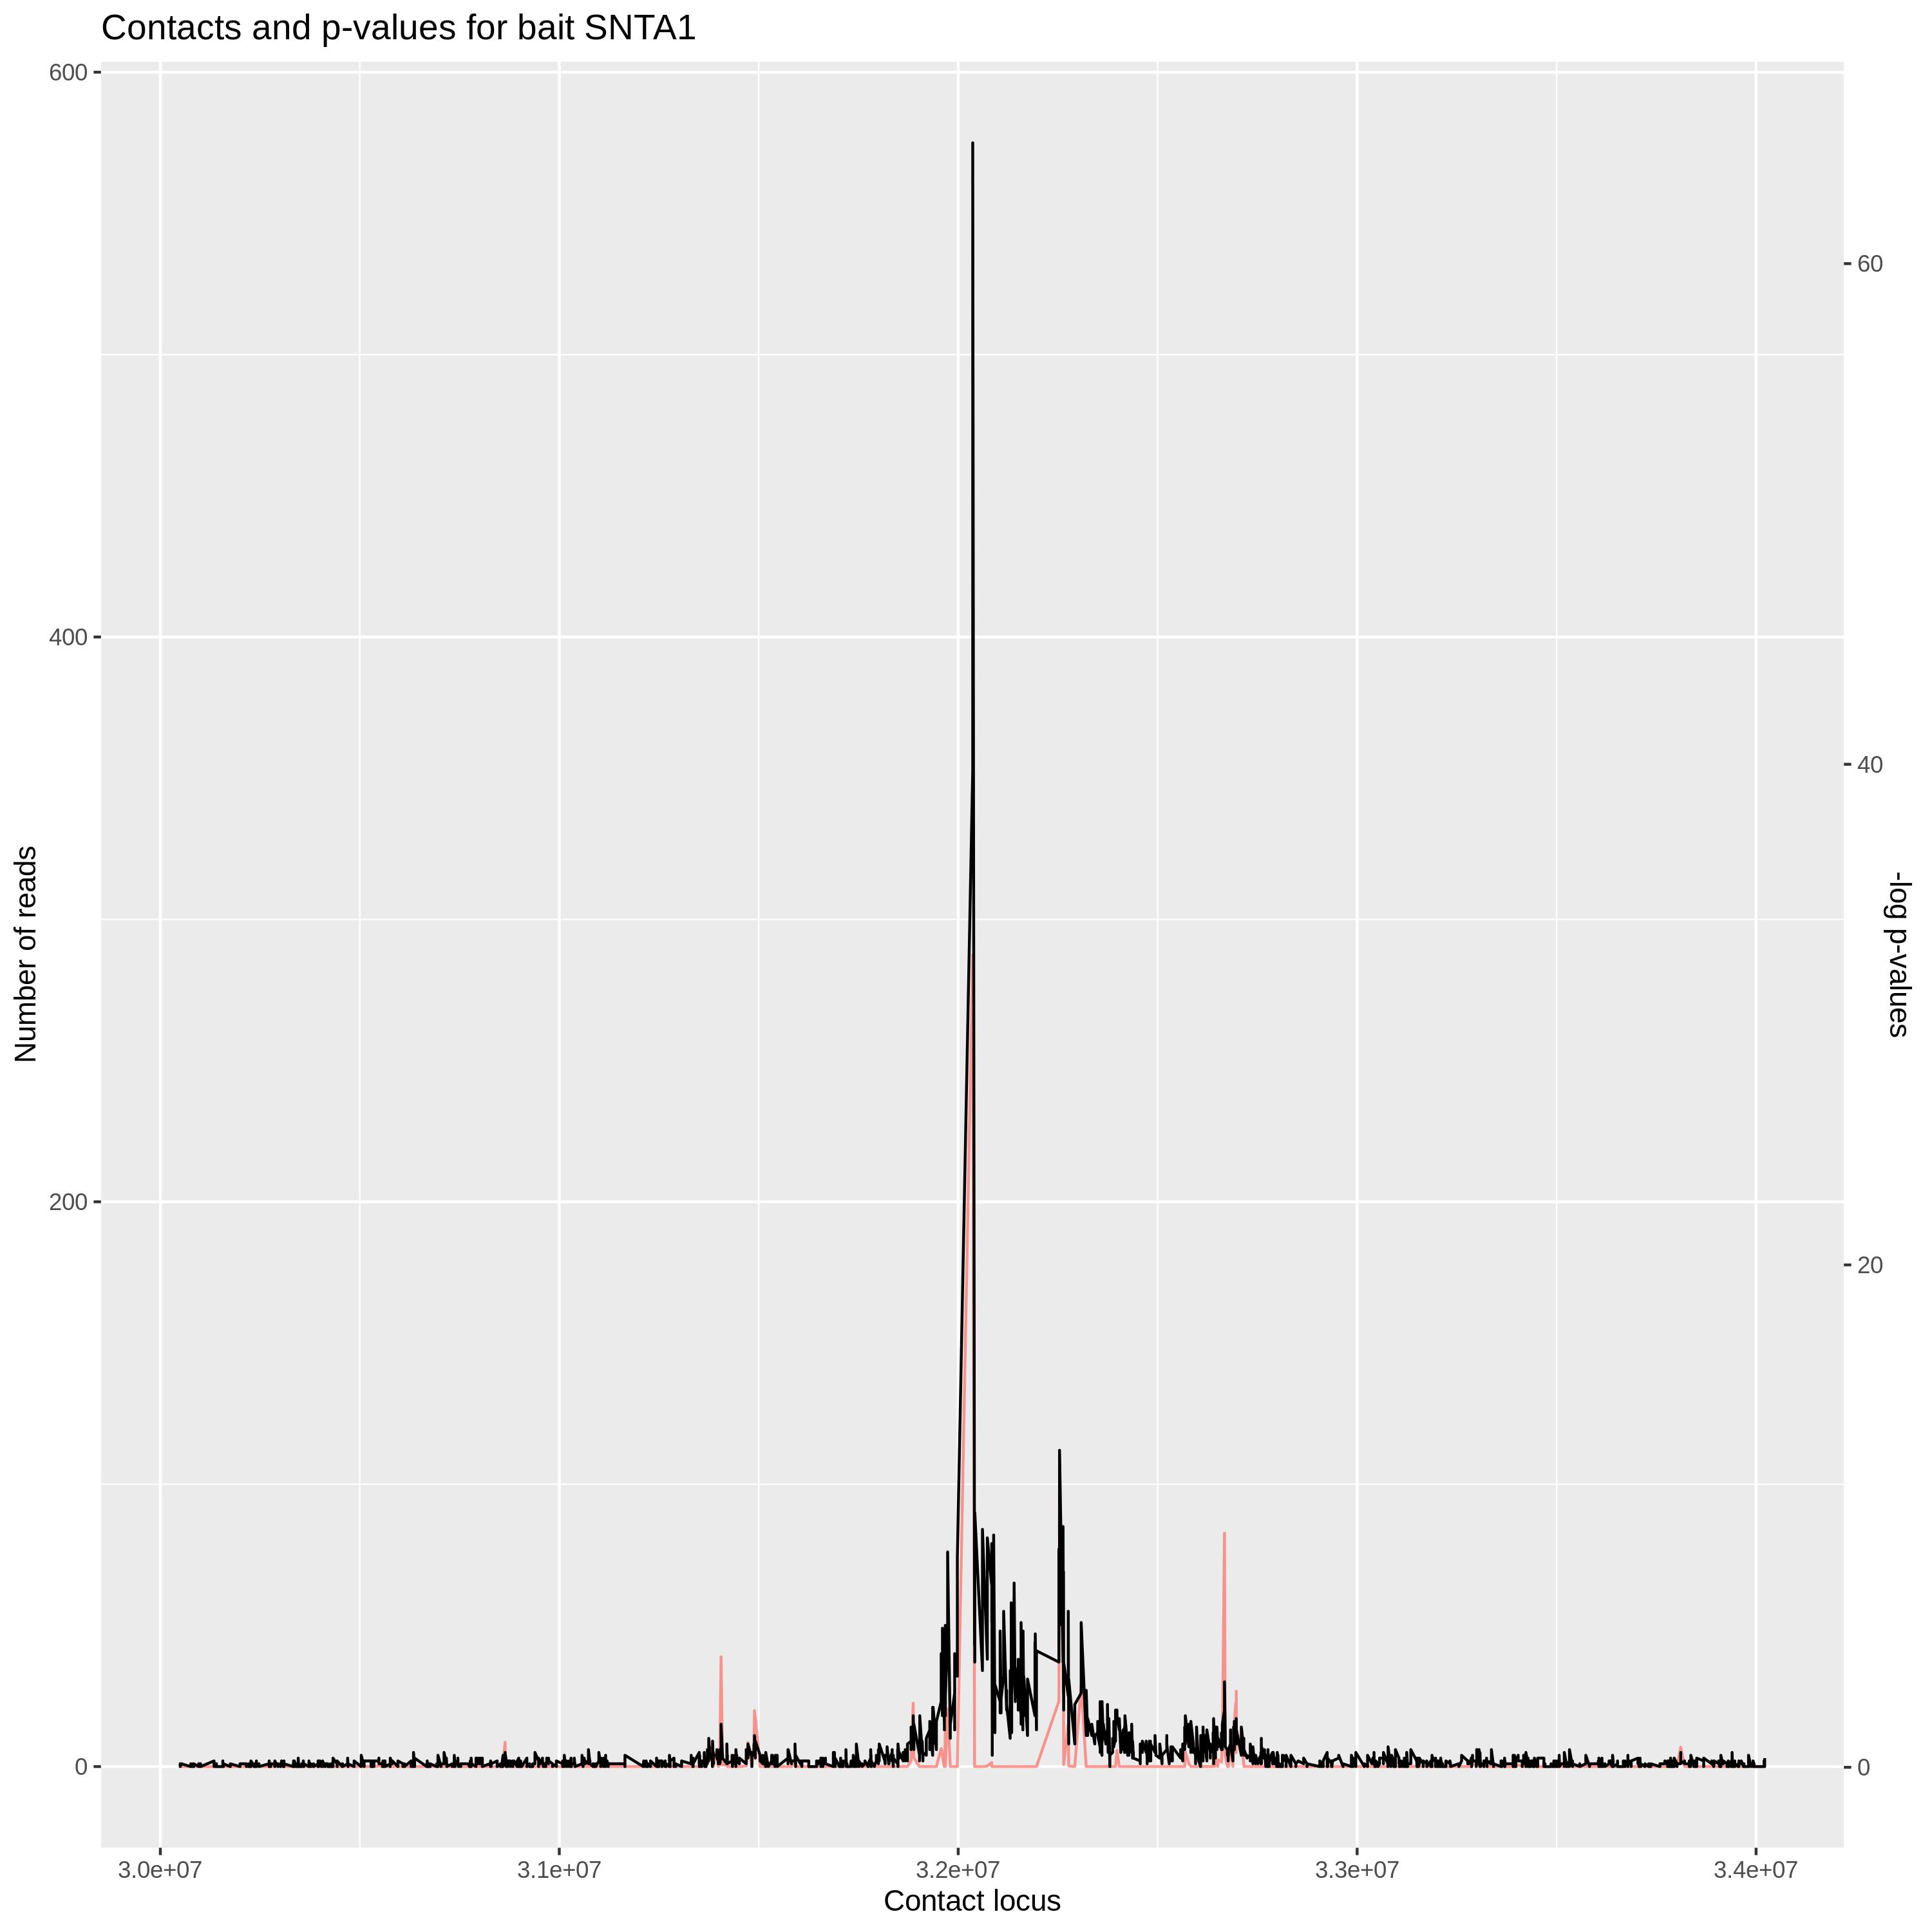 Contacts and p-values for bait SNTA1
600
400
200
0
Number of reads
60
40
20
0
-log p-values
3.0e+07
3.1e+07
3.2e+07
3.3e+07
3.4e+07
Contact locus